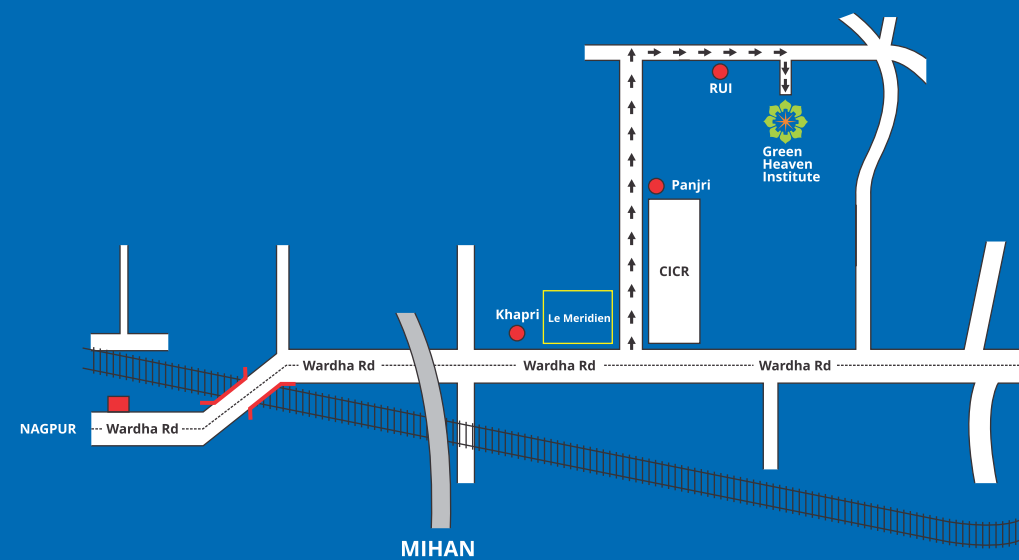 RUI
Green
Heaven
Institute
Panjri
CICR
Khapri
Le Meridien
Wardha Rd
Wardha Rd
Wardha Rd
NAGPUR
Wardha Rd
MIHAN